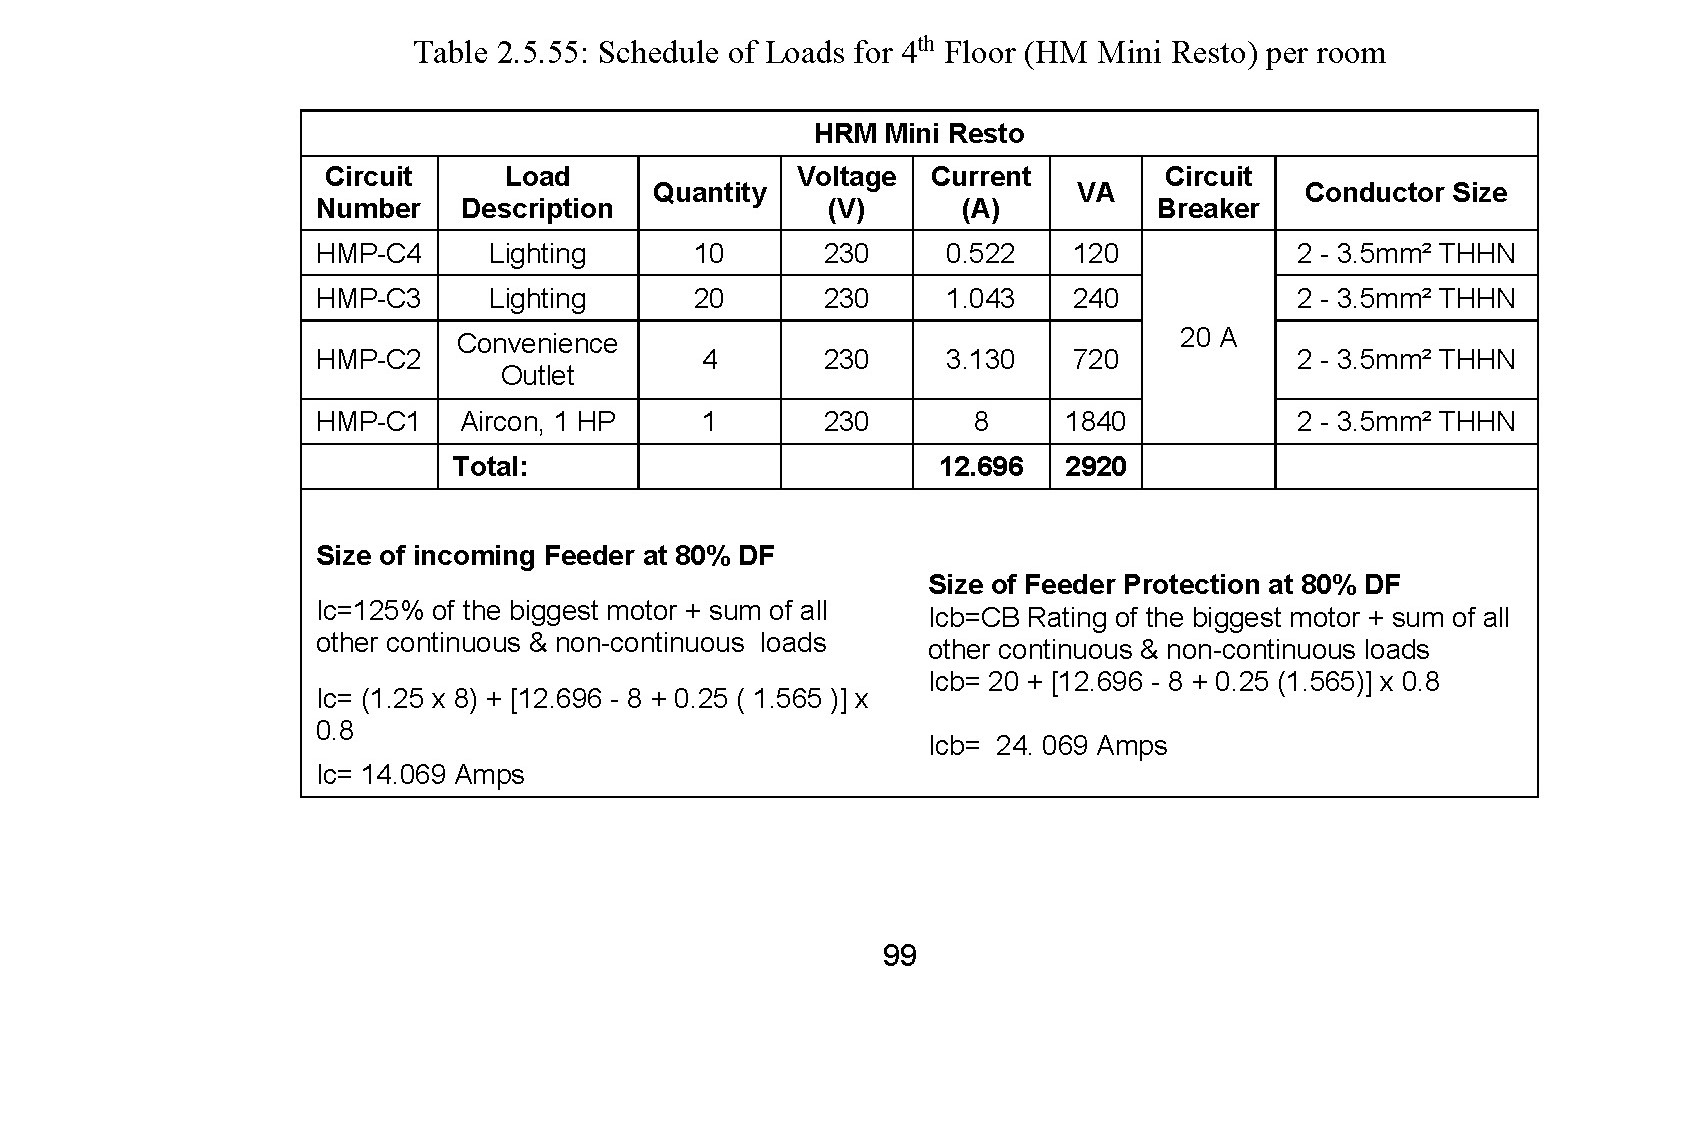 Table 2.5.55: Schedule of Loads for 4th Floor (HM Mini Resto) per room
HRM Mini Resto
Circuit Number | Load Description | Quantity | Voltage (V) | Current (A) | VA | Circuit Breaker | Conductor Size
HMP-C4 | Lighting | 10 | 230 | 0.522 | 120 | 20 A | 2 - 3.5mm² THHN
HMP-C3 | Lighting | 20 | 230 | 1.043 | 240 | 2 - 3.5mm² THHN
HMP-C2 | Convenience Outlet | 4 | 230 | 3.130 | 720 | 2 - 3.5mm² THHN
HMP-C1 | Aircon, 1 HP | 1 | 230 | 8 | 1840 | 2 - 3.5mm² THHN
Total: | 12.696 | 2920
Size of incoming Feeder at 80% DF
Ic=125% of the biggest motor + sum of all
other continuous & non-continuous loads
Ic= (1.25 x 8) + [12.696 - 8 + 0.25 ( 1.565 )] x
0.8
Ic= 14.069 Amps
Size of Feeder Protection at 80% DF
Icb=CB Rating of the biggest motor + sum of all
other continuous & non-continuous loads
Icb= 20 + [12.696 - 8 + 0.25 (1.565)] x 0.8
Icb= 24. 069 Amps
99